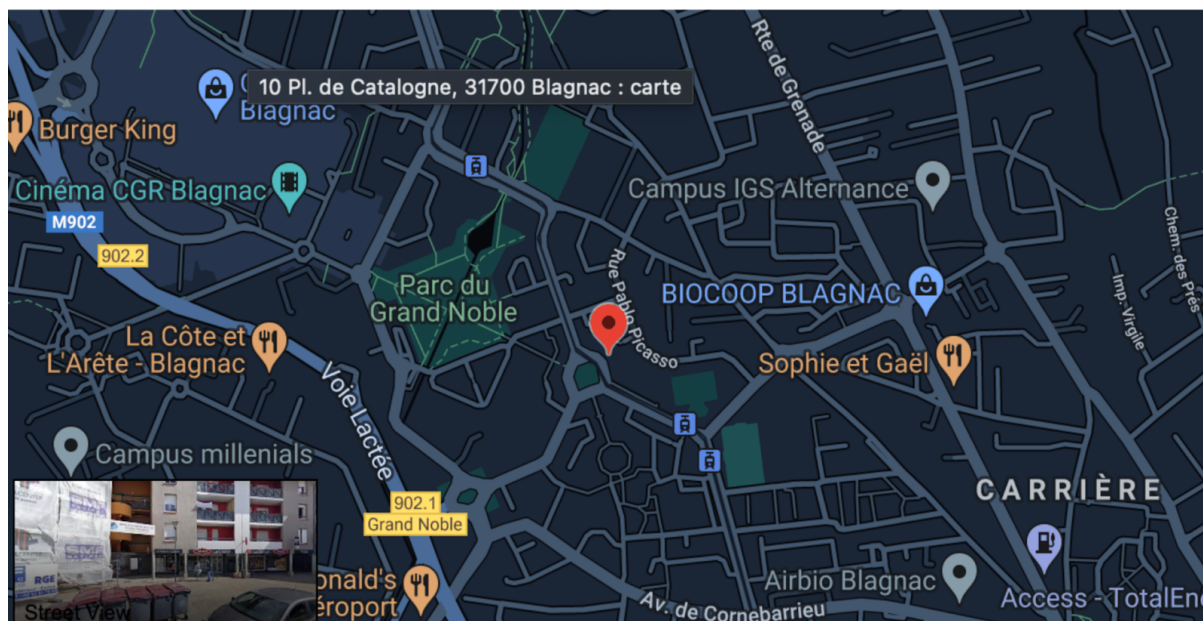 Rte de Grenade
10 Pl. de Catalogne, 31700 Blagnac : carte
Blagnac
Burger King
Cinéma CGR Blagnac
Campus IGS Alternance
M902
902.2
Chem. des Prés
Rue Pablo Picasso
Parc du
Grand Noble
BIOCOOP BLAGNAC
Imp. Virgile
La Côte et
L'Arête - Blagnac
Sophie et Gaël
Voie Lactée
Campus millenials
CARRIÈRE
902.1
Grand Noble
RGE
Airbio Blagnac
onald's
éroport
Access - TotalEne
Av. de Cornebarrieu
Street View